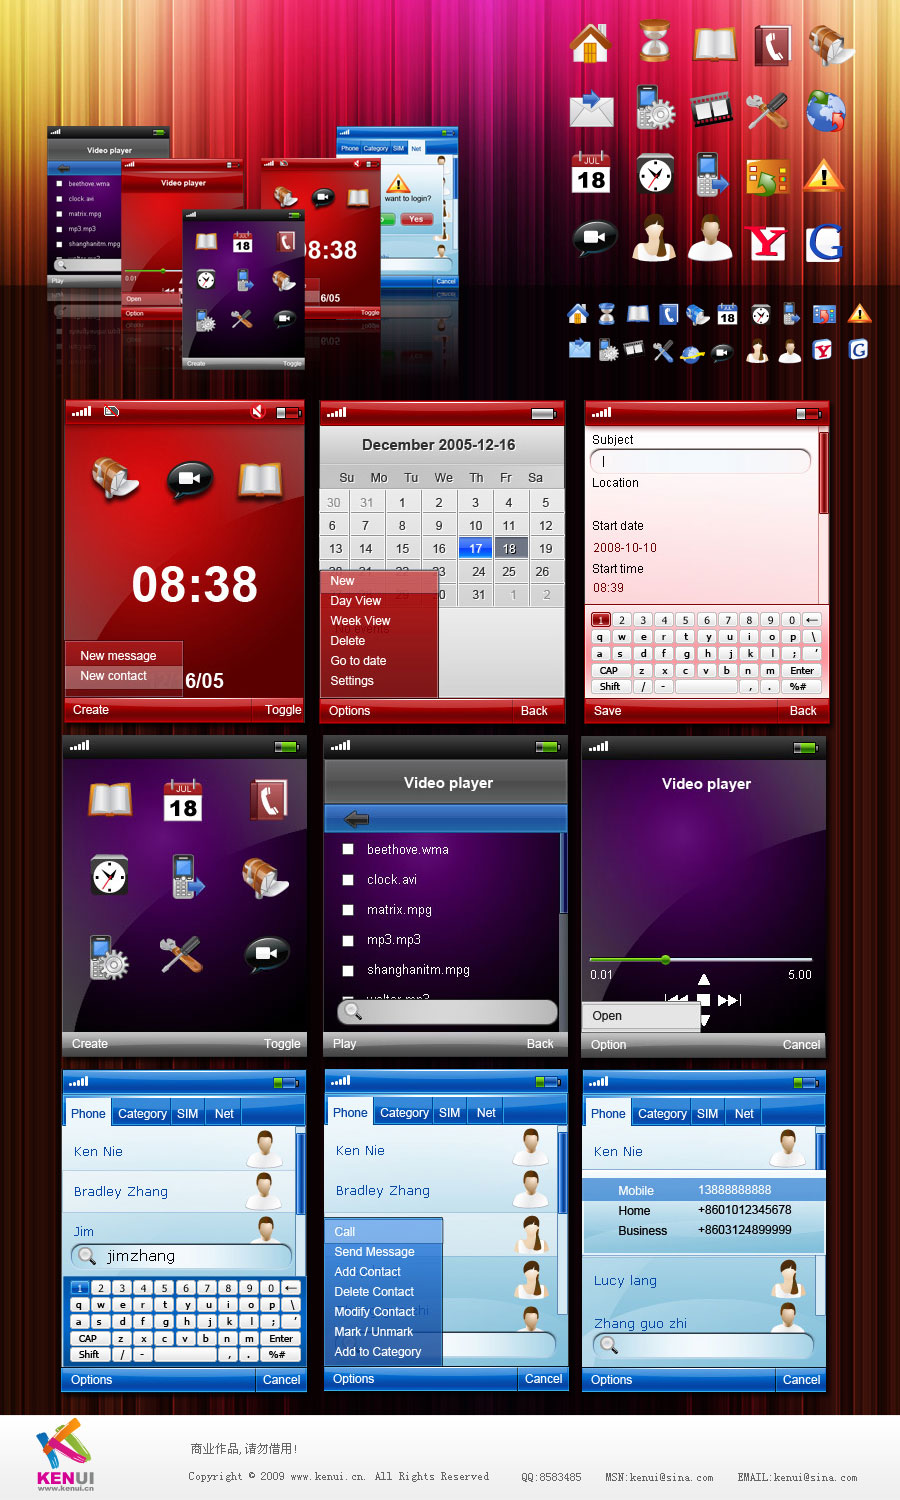 Video player
beethove.wma
clock.avi
matrix.mpg
mp3.mp3
shanghanitm.mpg
Play
Video player
0.01
Open
Option
08:38
6/05
Toggle
JUL
18
Create
Toggle
Phone Category SIM Net
want to login?
Yes
Cancel
JUL
18
Y
G
18
Y
G
08:38
New message
New contact
6/05
Create Toggle
December 2005-12-16
Su Mo Tu We Th Fr Sa
30 31 1 2 3 4 5
6 7 8 9 10 11 12
13 14 15 16 17 18 19
24 25 26
31 1 2
New
Day View
Week View
Delete
Go to date
Settings
Options Back
Subject
Location
Start date
2008-10-10
Start time
08:39
1 2 3 4 5 6 7 8 9 0 ←
q w e r t y u i o p \
a s d f g h j k l ; ’
CAP z x c v b n m Enter
Shift / - , . %#
Save Back
JUL
18
Create Toggle
Video player
beethove.wma
clock.avi
matrix.mpg
mp3.mp3
shanghanitm.mpg
walter.mp3
Play Back
Video player
0.01 5.00
Open
Option Cancel
Phone Category SIM Net
Ken Nie
Bradley Zhang
Jim
jimzhang
1 2 3 4 5 6 7 8 9 0 ←
q w e r t y u i o p \
a s d f g h j k l ; ’
CAP z x c v b n m Enter
Shift / - , . %#
Options Cancel
Phone Category SIM Net
Ken Nie
Bradley Zhang
Call
Send Message
Add Contact
Delete Contact
Modify Contact
Mark / Unmark
Add to Category
Options Cancel
Phone Category SIM Net
Ken Nie
Mobile 13888888888
Home +8601012345678
Business +8603124899999
Lucy lang
Zhang guo zhi
Options Cancel
KENUI
www.kenui.cn
商业作品,请勿借用!
Copyright © 2009 www.kenui.cn. All Rights Reserved QQ:8583485 MSN:kenui@sina.com EMAIL:kenui@sina.com